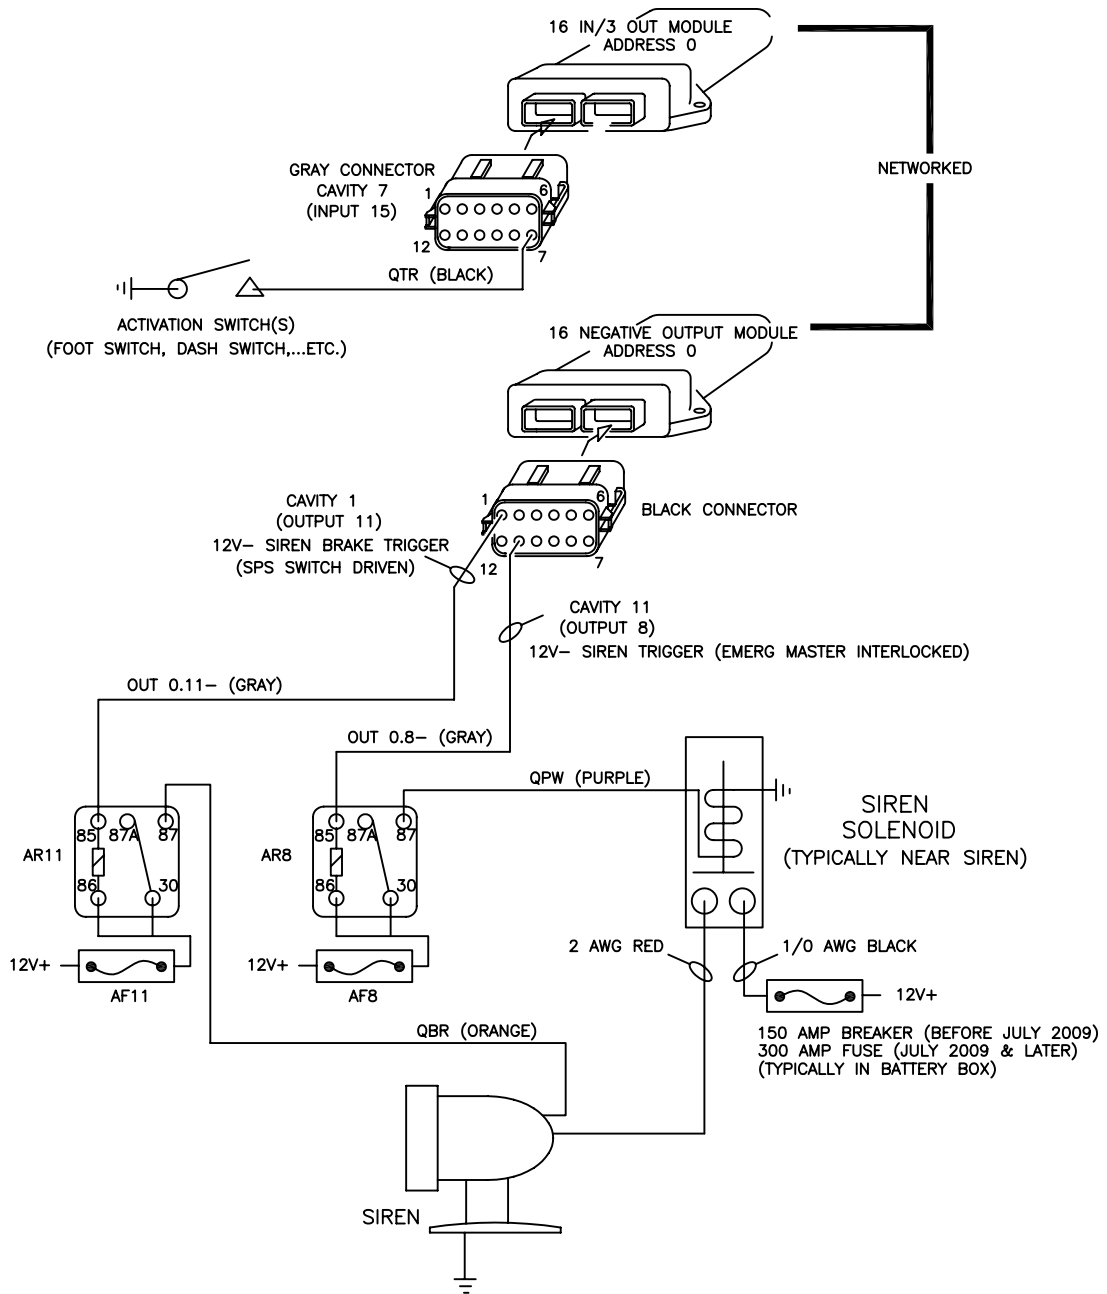 16 IN/3 OUT MODULE
ADDRESS 0
NETWORKED
GRAY CONNECTOR
CAVITY 7
(INPUT 15)
1
6
12
7
QTR (BLACK)
ACTIVATION SWITCH(S)
(FOOT SWITCH, DASH SWITCH,...ETC.)
16 NEGATIVE OUTPUT MODULE
ADDRESS 0
CAVITY 1
(OUTPUT 11)
12V- SIREN BRAKE TRIGGER
(SPS SWITCH DRIVEN)
1
6
BLACK CONNECTOR
12
7
CAVITY 11
(OUTPUT 8)
12V- SIREN TRIGGER (EMERG MASTER INTERLOCKED)
OUT 0.11- (GRAY)
OUT 0.8- (GRAY)
QPW (PURPLE)
85 87A 87
AR11
86 30
12V+
AF11
85 87A 87
AR8
86 30
12V+
AF8
SIREN
SOLENOID
(TYPICALLY NEAR SIREN)
2 AWG RED
1/0 AWG BLACK
12V+
150 AMP BREAKER (BEFORE JULY 2009)
300 AMP FUSE (JULY 2009 & LATER)
(TYPICALLY IN BATTERY BOX)
QBR (ORANGE)
SIREN